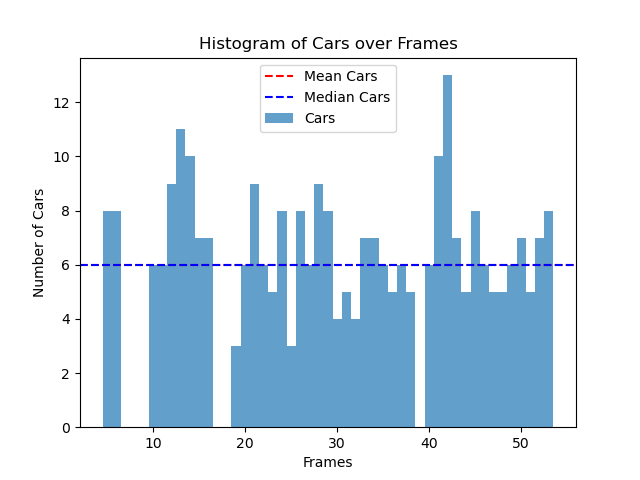 Histogram of Cars over Frames
Mean Cars
Median Cars
Cars
Number of Cars
12
10
8
6
4
2
0
10 20 30 40 50
Frames